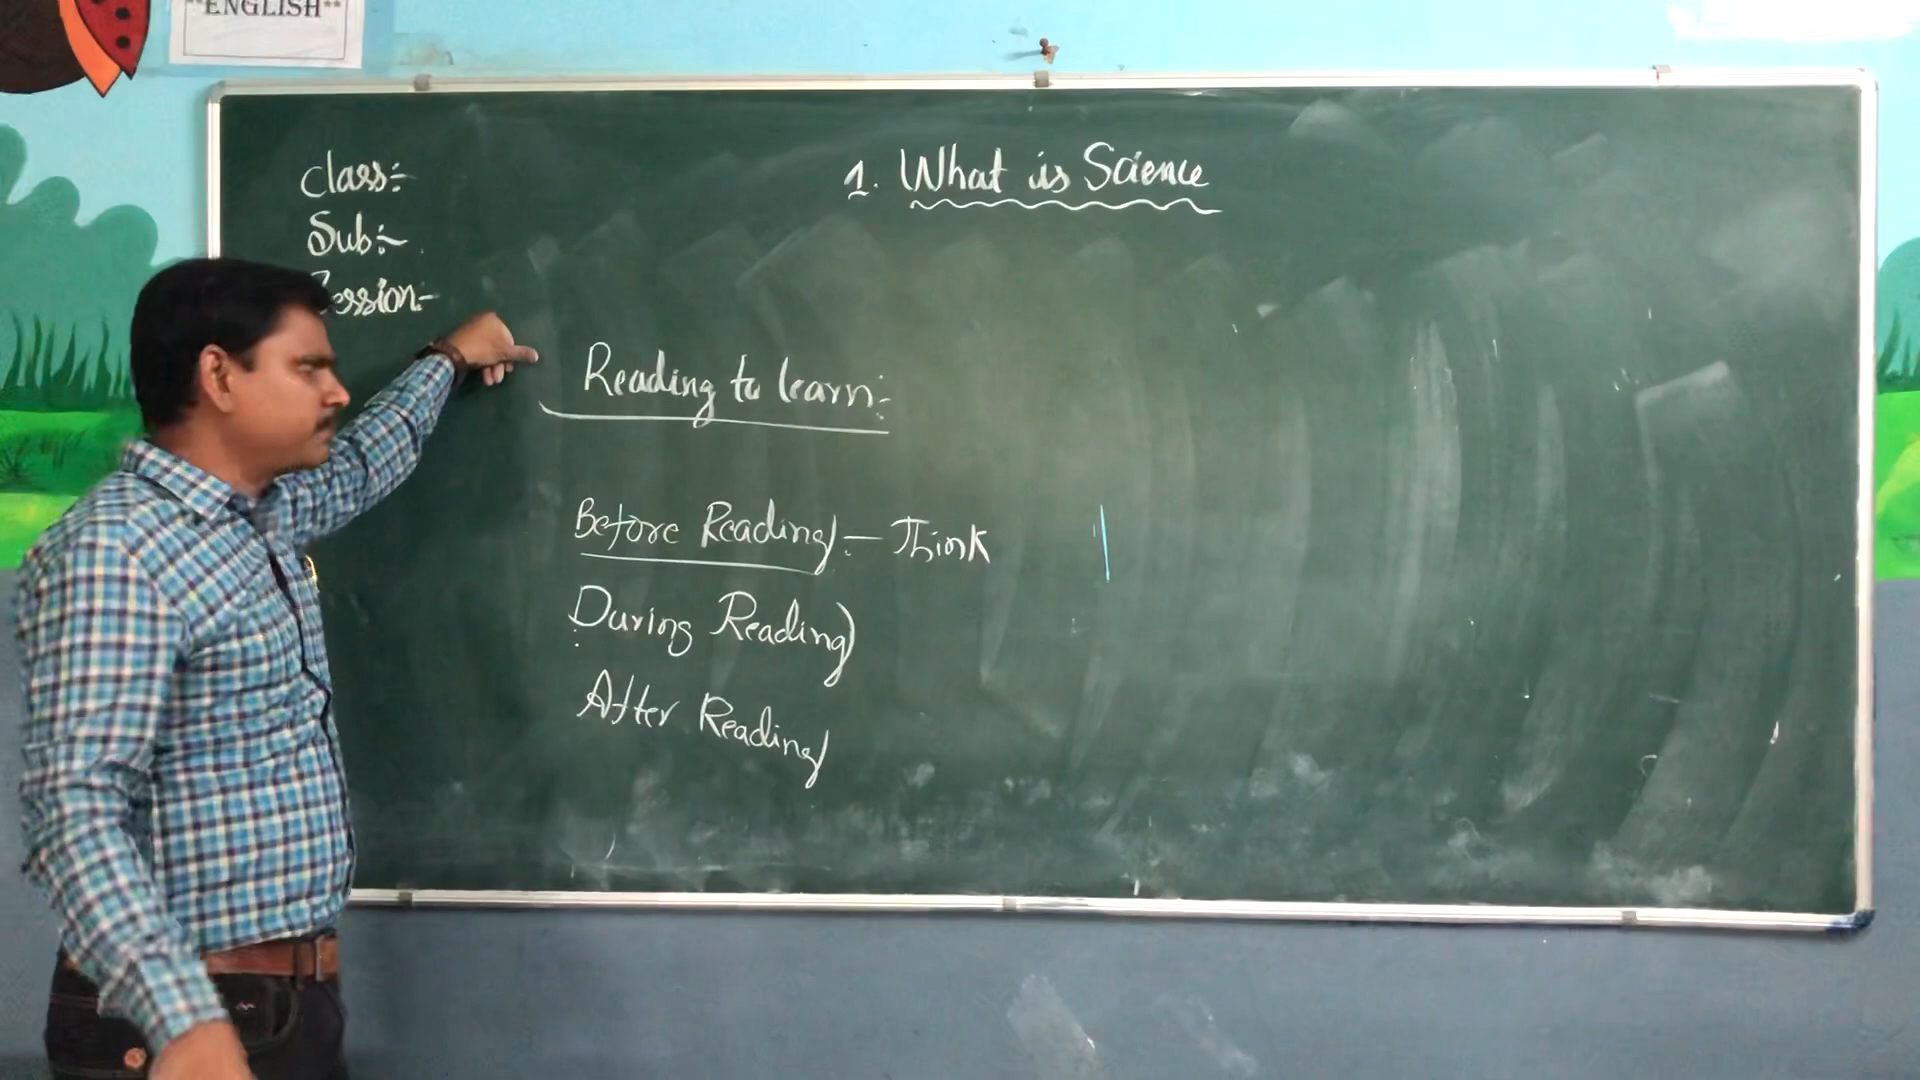 **ENGLISH**
Class:-
Sub:-
Session:-
1. What is Science
Reading to learn:-
Before Reading:- Think
During Reading
After Reading